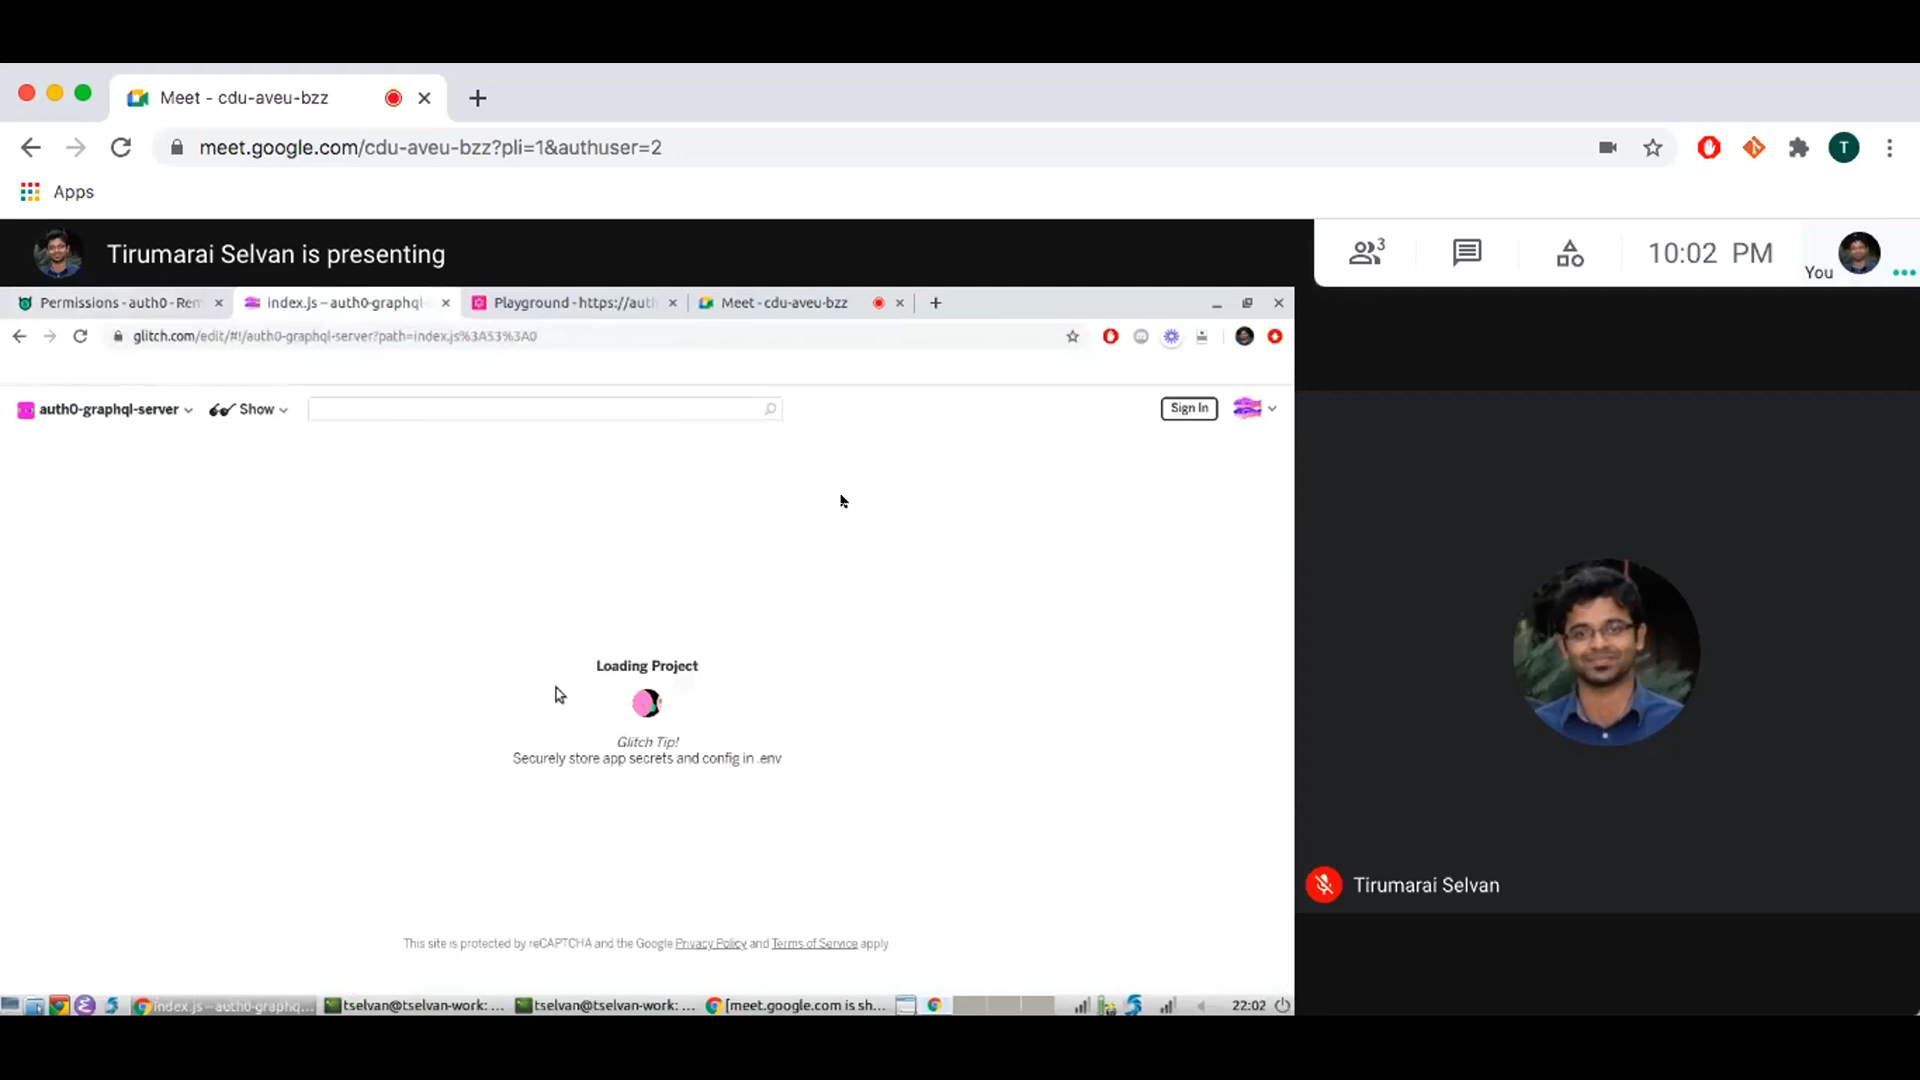 Meet - cdu-aveu-bzz
meet.google.com/cdu-aveu-bzz?pli=1&authuser=2
T
Apps
Tirumarai Selvan is presenting
3
10:02 PM
You
Permissions - auth0 - Rem
index.js – auth0-graphql-
Playground - https://auth
Meet - cdu-aveu-bzz
glitch.com/edit/#!/auth0-graphql-server?path=index.js%3A53%3A0
auth0-graphql-server
Show
Sign In
Loading Project
Glitch Tip!
Securely store app secrets and config in .env
Tirumarai Selvan
This site is protected by reCAPTCHA and the Google Privacy Policy and Terms of Service apply
index.js – auth0-graphq...
tselvan@tselvan-work: ...
tselvan@tselvan-work: ...
[meet.google.com is sh...
22:02